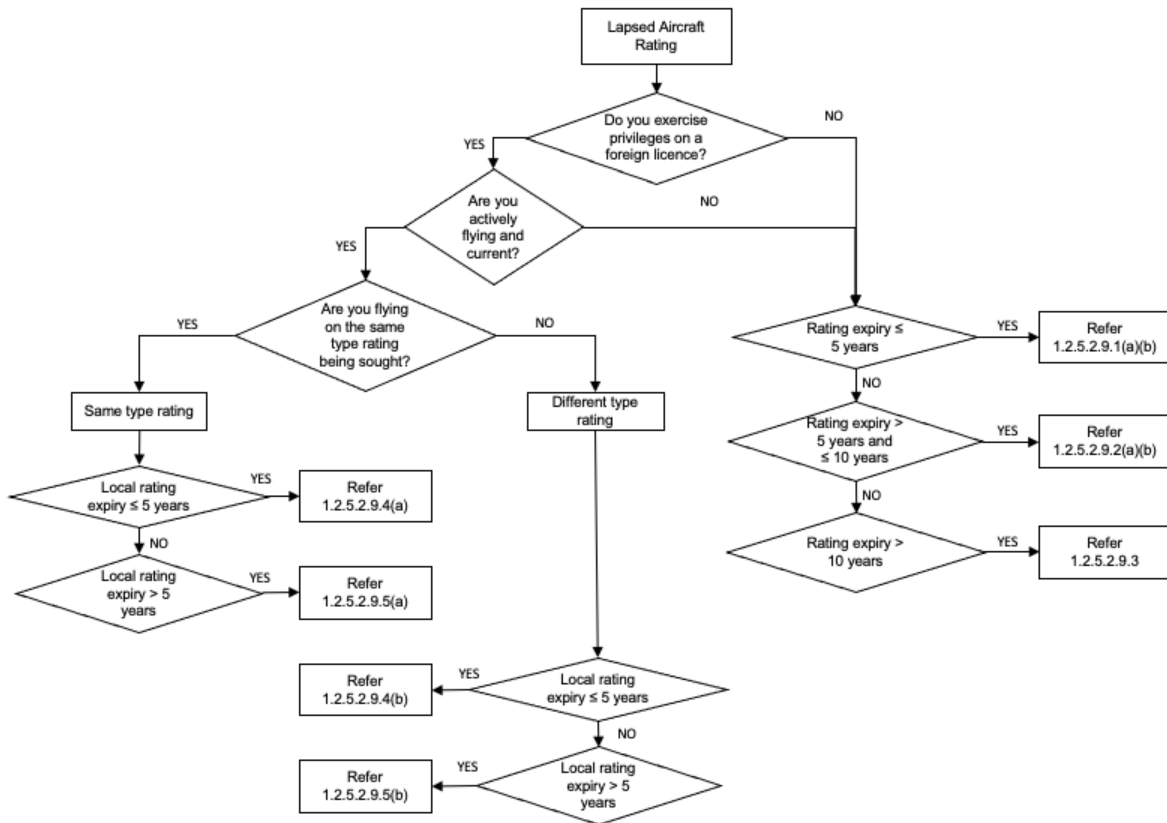 Lapsed Aircraft
Rating
Do you exercise
privileges on a
foreign licence?
YES
NO
Are you
actively
flying and
current?
YES
NO
Are you flying
on the same
type rating
being sought?
YES
NO
Rating expiry ≤
5 years
YES
Refer
1.2.5.2.9.1(a)(b)
NO
Same type rating
Different type
rating
Rating expiry >
5 years and
≤ 10 years
YES
Refer
1.2.5.2.9.2(a)(b)
NO
Local rating
expiry ≤ 5 years
YES
Refer
1.2.5.2.9.4(a)
NO
Rating expiry >
10 years
YES
Refer
1.2.5.2.9.3
Local rating
expiry > 5
years
YES
Refer
1.2.5.2.9.5(a)
Local rating
expiry ≤ 5 years
YES
Refer
1.2.5.2.9.4(b)
NO
Local rating
expiry > 5
years
YES
Refer
1.2.5.2.9.5(b)